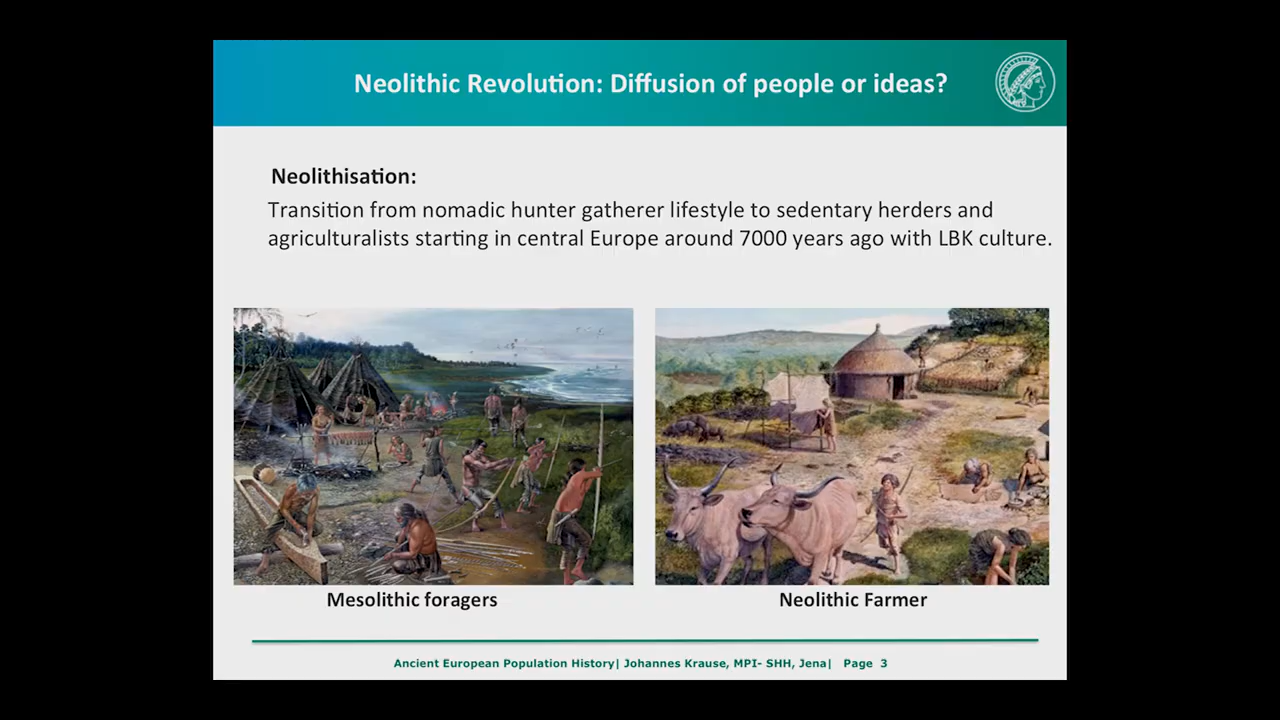 Neolithic Revolution: Diffusion of people or ideas?
Neolithisation:
Transition from nomadic hunter gatherer lifestyle to sedentary herders and
agriculturalists starting in central Europe around 7000 years ago with LBK culture.
Mesolithic foragers
Neolithic Farmer
Ancient European Population History| Johannes Krause, MPI- SHH, Jena| Page 3